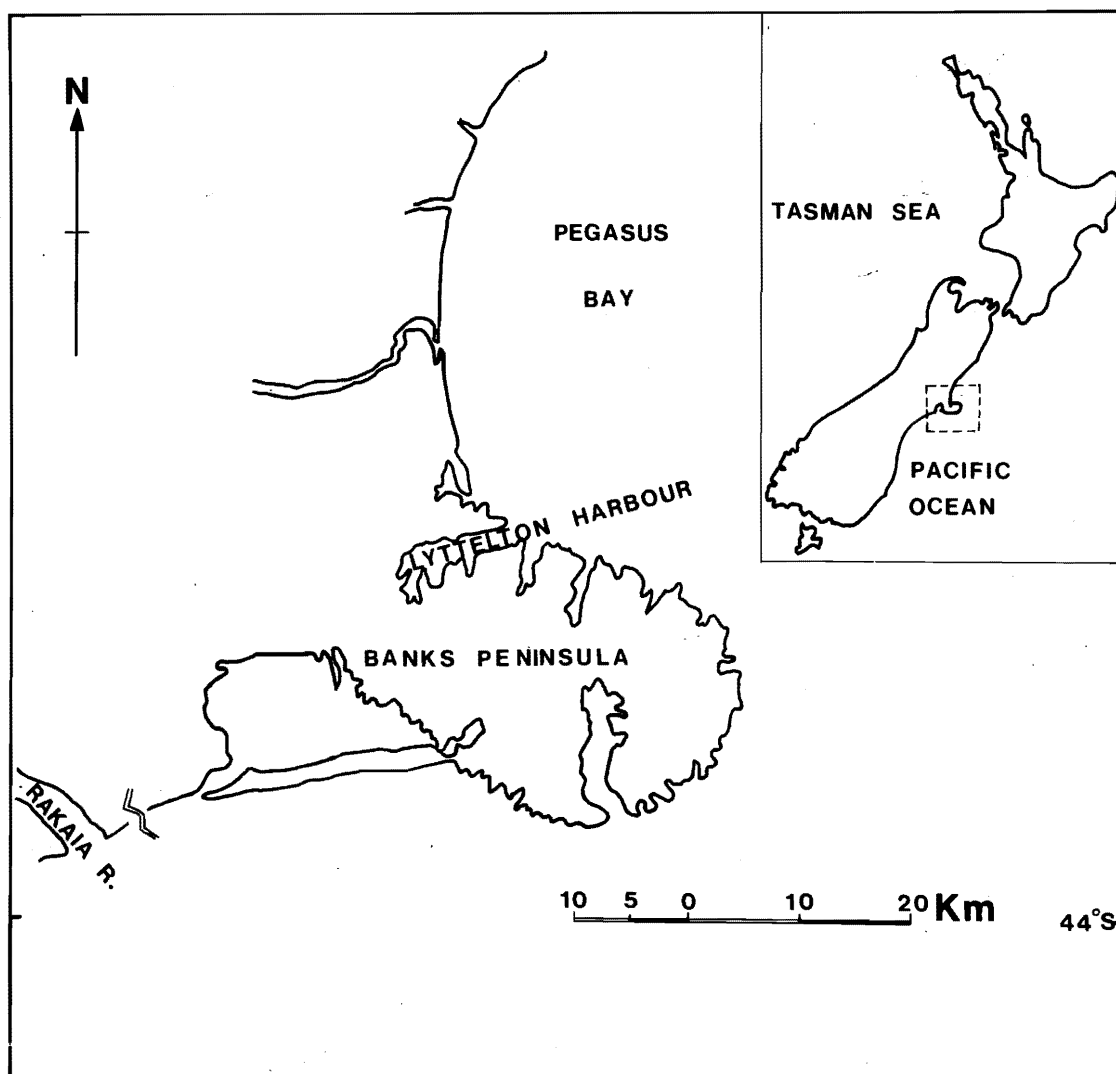 N
PEGASUS
BAY
TASMAN SEA
PACIFIC
OCEAN
LYTTELTON HARBOUR
BANKS PENINSULA
RAKAIA R.
10 5 0 10 20 Km
44°S